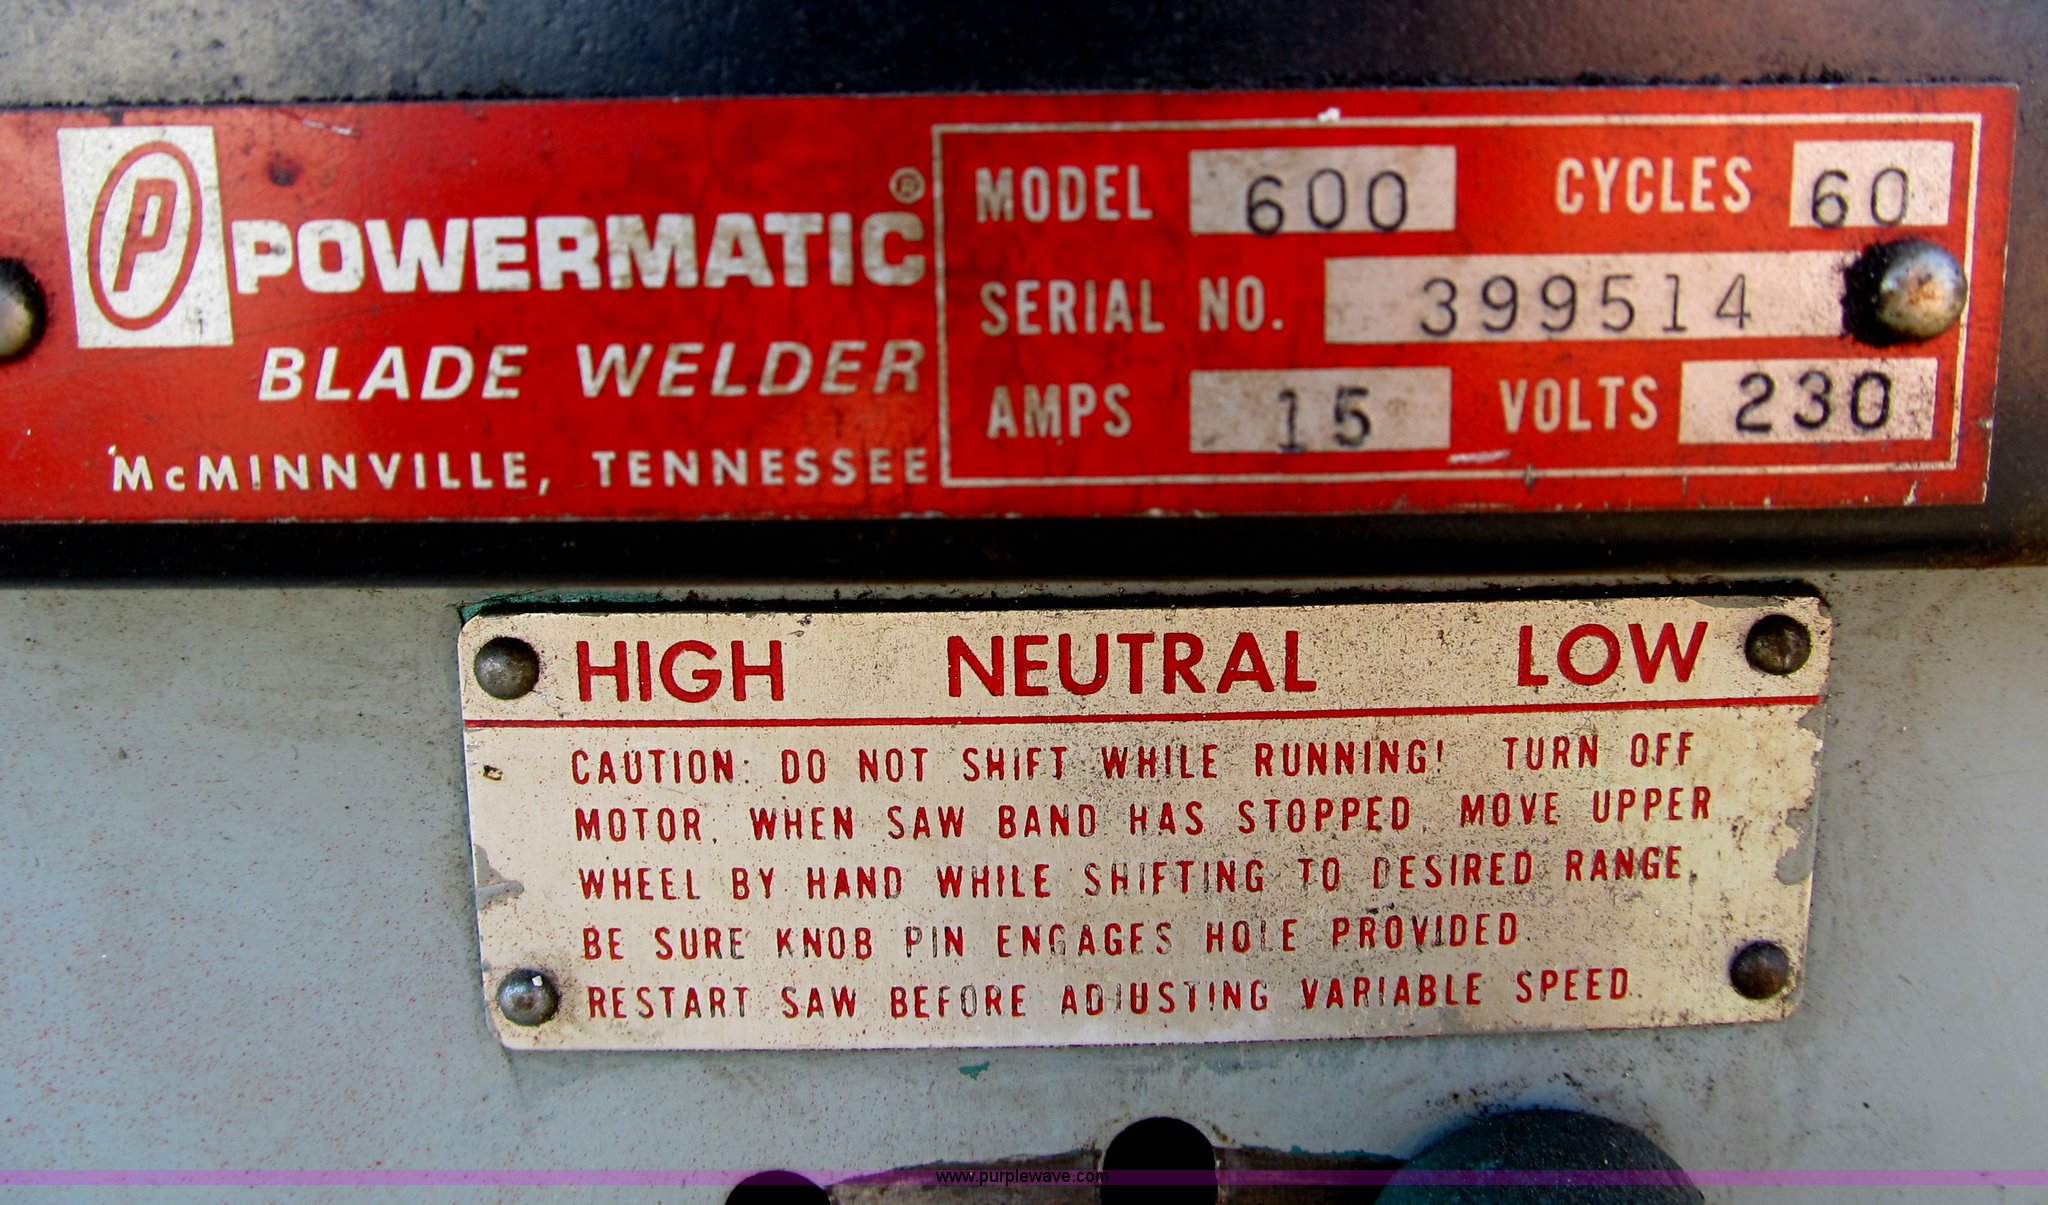 P POWERMATIC®
BLADE WELDER
McMINNVILLE, TENNESSEE
MODEL 600 CYCLES 60
SERIAL NO. 399514
AMPS 15 VOLTS 230
HIGH NEUTRAL LOW
CAUTION: DO NOT SHIFT WHILE RUNNING! TURN OFF
MOTOR. WHEN SAW BAND HAS STOPPED, MOVE UPPER
WHEEL BY HAND WHILE SHIFTING TO DESIRED RANGE.
BE SURE KNOB PIN ENGAGES HOLE PROVIDED.
RESTART SAW BEFORE ADJUSTING VARIABLE SPEED.
www.purplewave.com